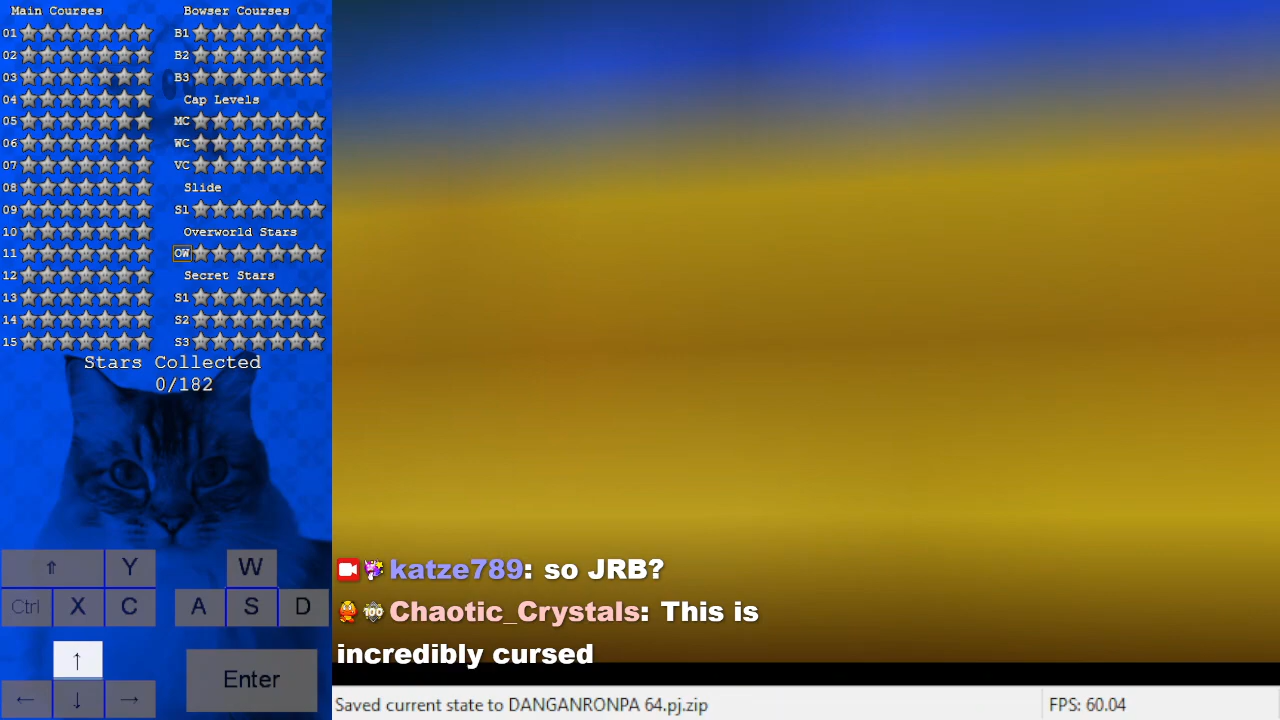 Main Courses
Bowser Courses
01
B1
02
B2
03
B3
04
Cap Levels
05
MC
06
WC
07
VC
08
Slide
09
S1
10
Overworld Stars
11
OW
12
Secret Stars
13
S1
14
S2
15
S3
Stars Collected
0/182
⇑ Y W
Ctrl X C A S D
↑
← ↓ → Enter
katze789: so JRB?
100 Chaotic_Crystals: This is
incredibly cursed
Saved current state to DANGANRONPA 64.pj.zip
FPS: 60.04